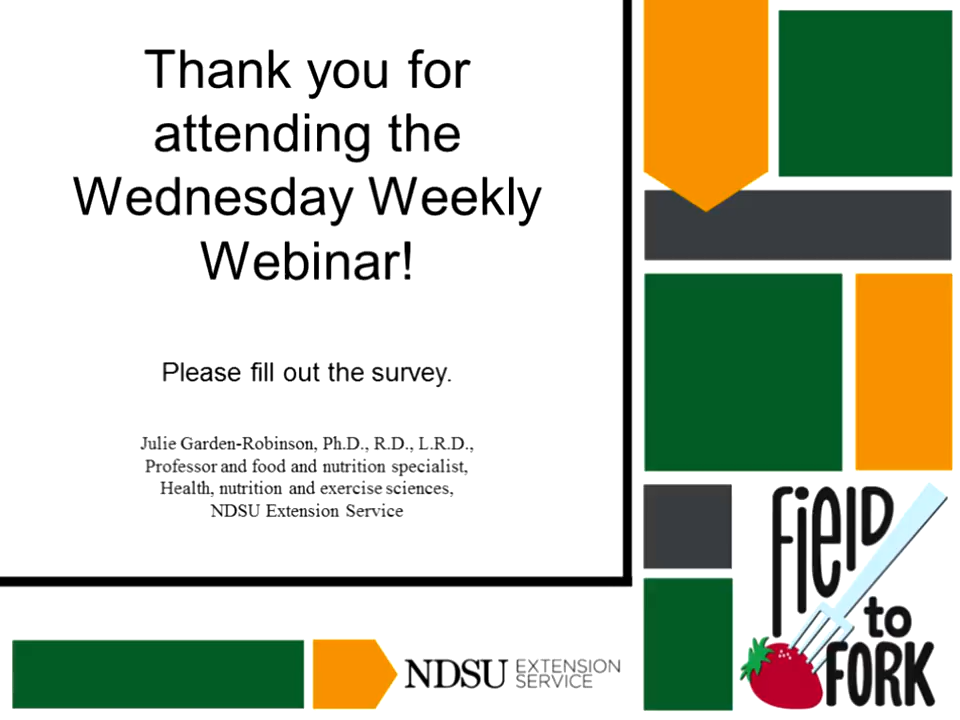 Thank you for
attending the
Wednesday Weekly
Webinar!
Please fill out the survey.
Julie Garden-Robinson, Ph.D., R.D., L.R.D.,
Professor and food and nutrition specialist,
Health, nutrition and exercise sciences,
NDSU Extension Service
NDSU EXTENSION
SERVICE
fiELD
to
FORK